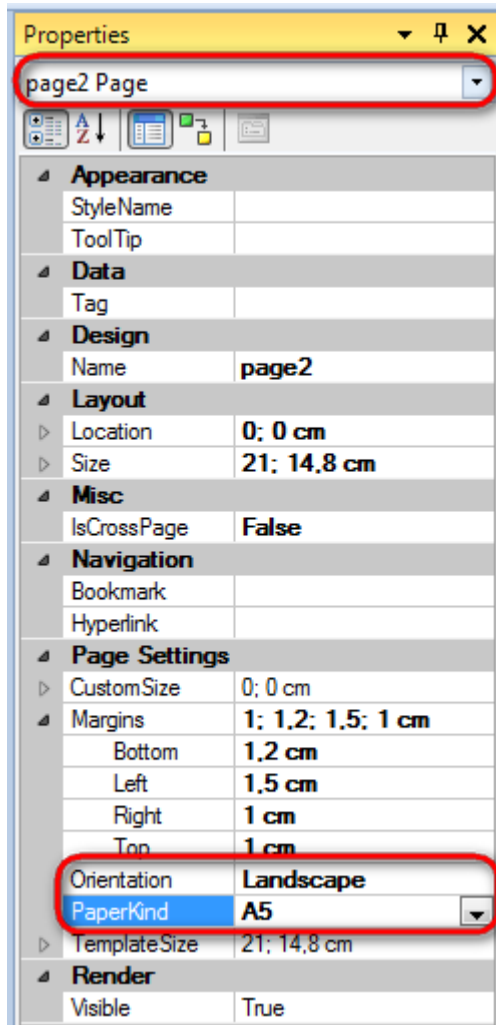 Properties
page2 Page
Appearance
StyleName
ToolTip
Data
Tag
Design
Name page2
Layout
Location 0; 0 cm
Size 21; 14,8 cm
Misc
IsCrossPage False
Navigation
Bookmark
Hyperlink
Page Settings
CustomSize 0; 0 cm
Margins 1; 1,2; 1,5; 1 cm
Bottom 1,2 cm
Left 1,5 cm
Right 1 cm
Top 1 cm
Orientation Landscape
PaperKind A5
TemplateSize 21; 14,8 cm
Render
Visible True